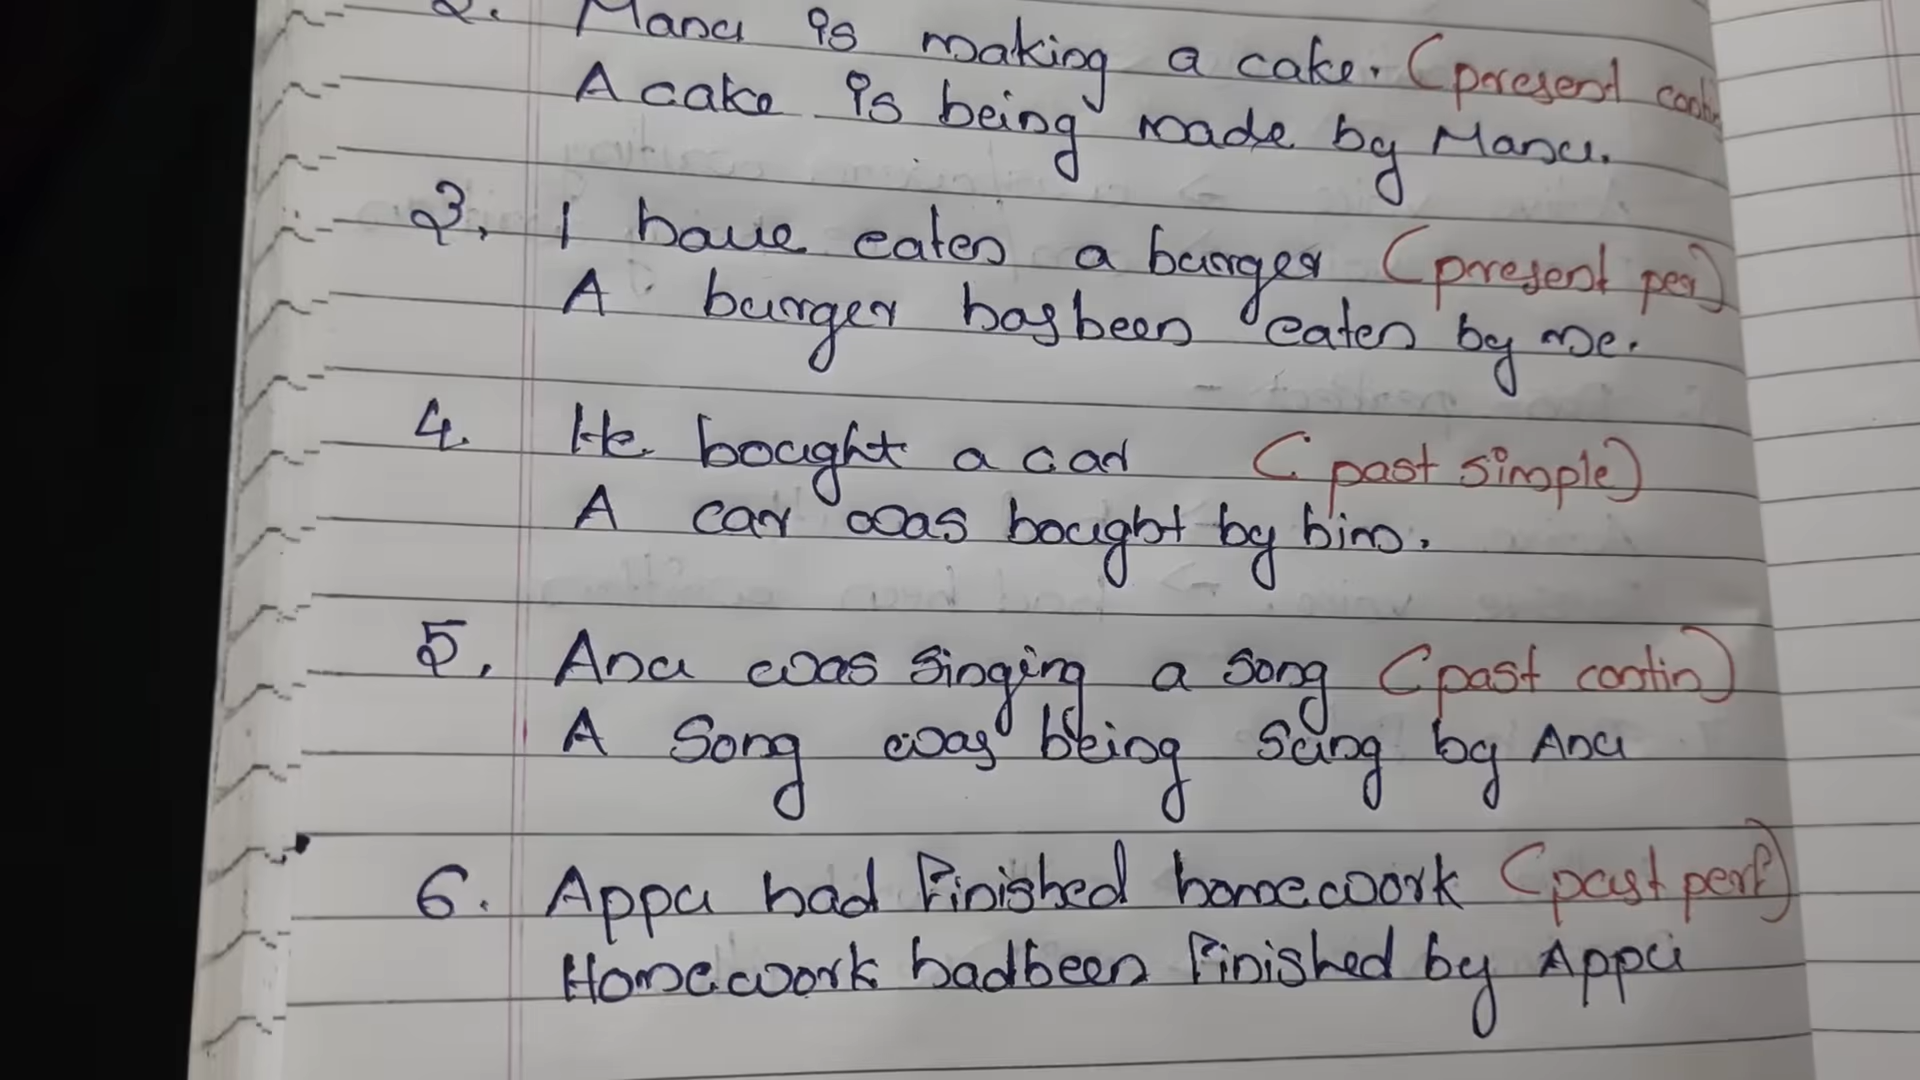 2. Manu is making a cake. (present contin
A cake is being made by Manu.
3. I have eaten a burger (present per)
A burger has been eaten by me.
4. He bought a car (past simple)
A car was bought by him.
5. Anu was singing a song (past contin)
A song was being sung by Anu
6. Appu had finished homework (past perf)
Homework had been finished by Appu